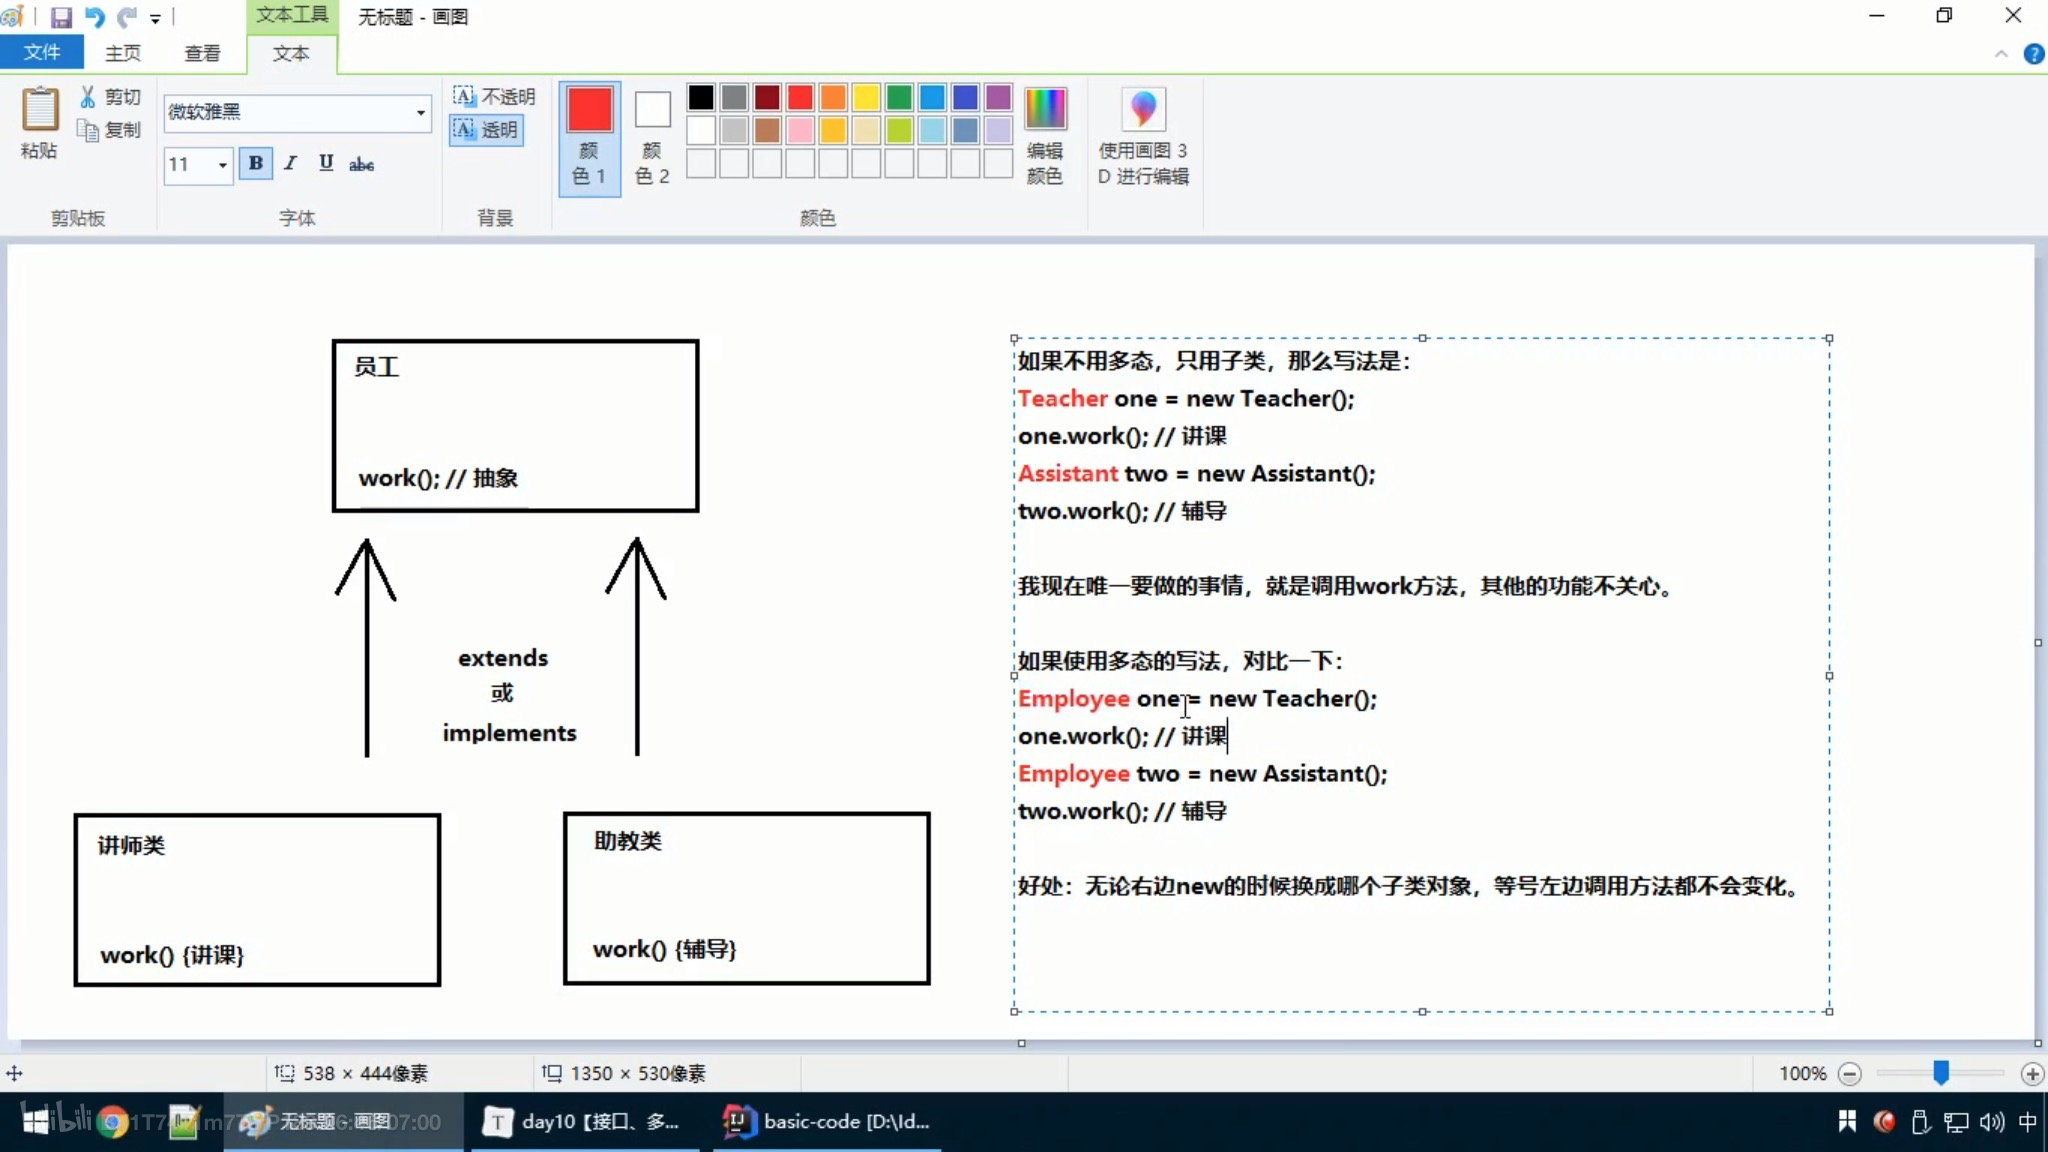 文本工具
无标题 - 画图
文件
主页
查看
文本
粘贴
剪切
复制
剪贴板
微软雅黑
11
B I U abc
字体
不透明
透明
背景
颜色 1
颜色 2
颜色
编辑颜色
使用画图 3D 进行编辑
员工
work(); // 抽象
extends
或
implements
讲师类
work() {讲课}
助教类
work() {辅导}
如果不用多态，只用子类，那么写法是：
Teacher one = new Teacher();
one.work(); // 讲课
Assistant two = new Assistant();
two.work(); // 辅导
我现在唯一要做的事情，就是调用work方法，其他的功能不关心。
如果使用多态的写法，对比一下：
Employee one = new Teacher();
one.work(); // 讲课
Employee two = new Assistant();
two.work(); // 辅导
好处：无论右边new的时候换成哪个子类对象，等号左边调用方法都不会变化。
538 × 444像素
1350 × 530像素
100%
无标题 - 画图
day10【接口、多...
basic-code [D:\Id...
中